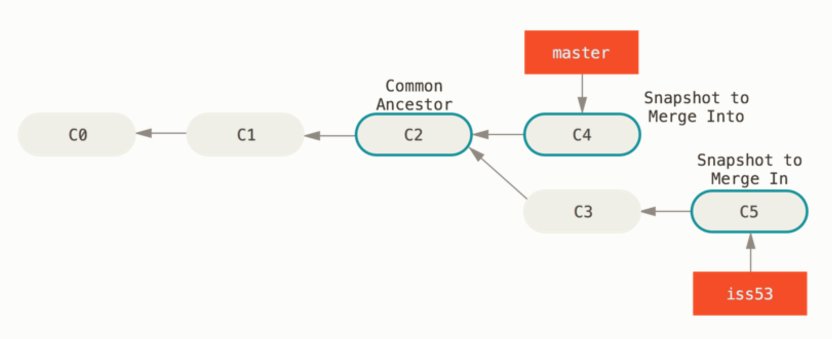 master
Common
Ancestor
Snapshot to
Merge Into
C0
C1
C2
C4
Snapshot to
Merge In
C3
C5
iss53